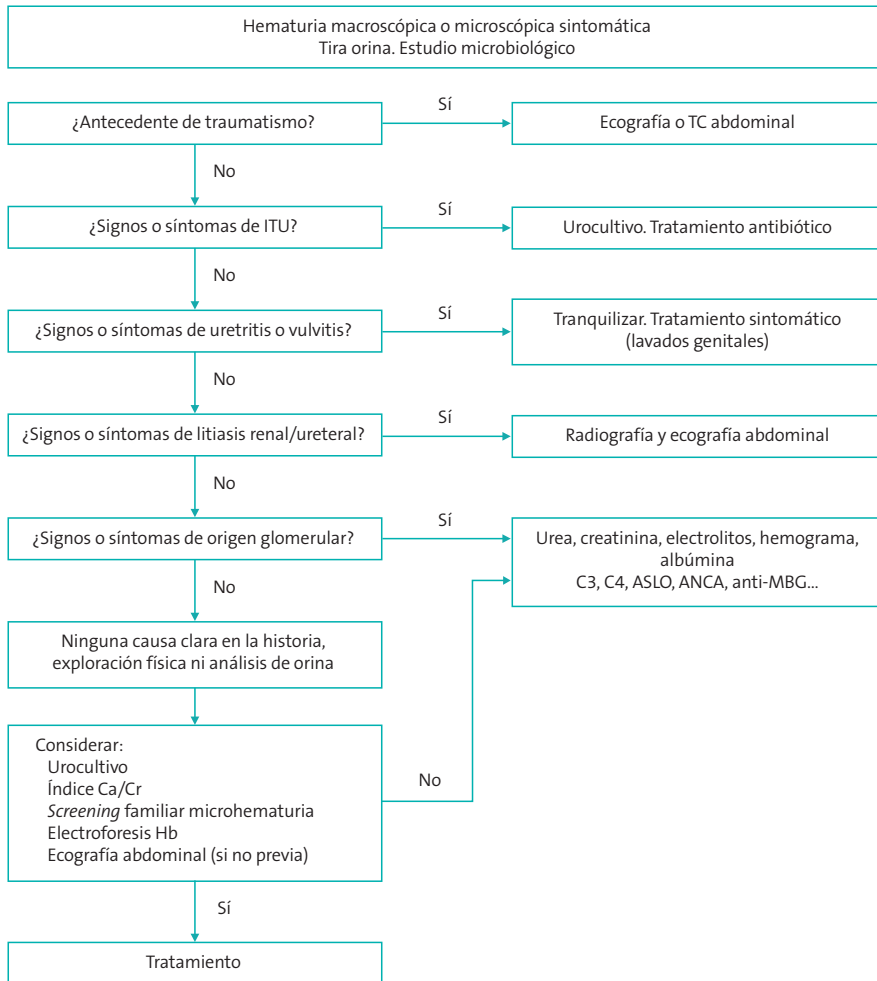 Hematuria macroscópica o microscópica sintomática
Tira orina. Estudio microbiológico
¿Antecedente de traumatismo?
Sí
Ecografía o TC abdominal
No
¿Signos o síntomas de ITU?
Sí
Urocultivo. Tratamiento antibiótico
No
¿Signos o síntomas de uretritis o vulvitis?
Sí
Tranquilizar. Tratamiento sintomático
(lavados genitales)
No
¿Signos o síntomas de litiasis renal/ureteral?
Sí
Radiografía y ecografía abdominal
No
¿Signos o síntomas de origen glomerular?
Sí
Urea, creatinina, electrolitos, hemograma,
albúmina
C3, C4, ASLO, ANCA, anti-MBG...
No
Ninguna causa clara en la historia,
exploración física ni análisis de orina
Considerar:
Urocultivo
Índice Ca/Cr
Screening familiar microhematuria
Electroforesis Hb
Ecografía abdominal (si no previa)
No
Sí
Tratamiento